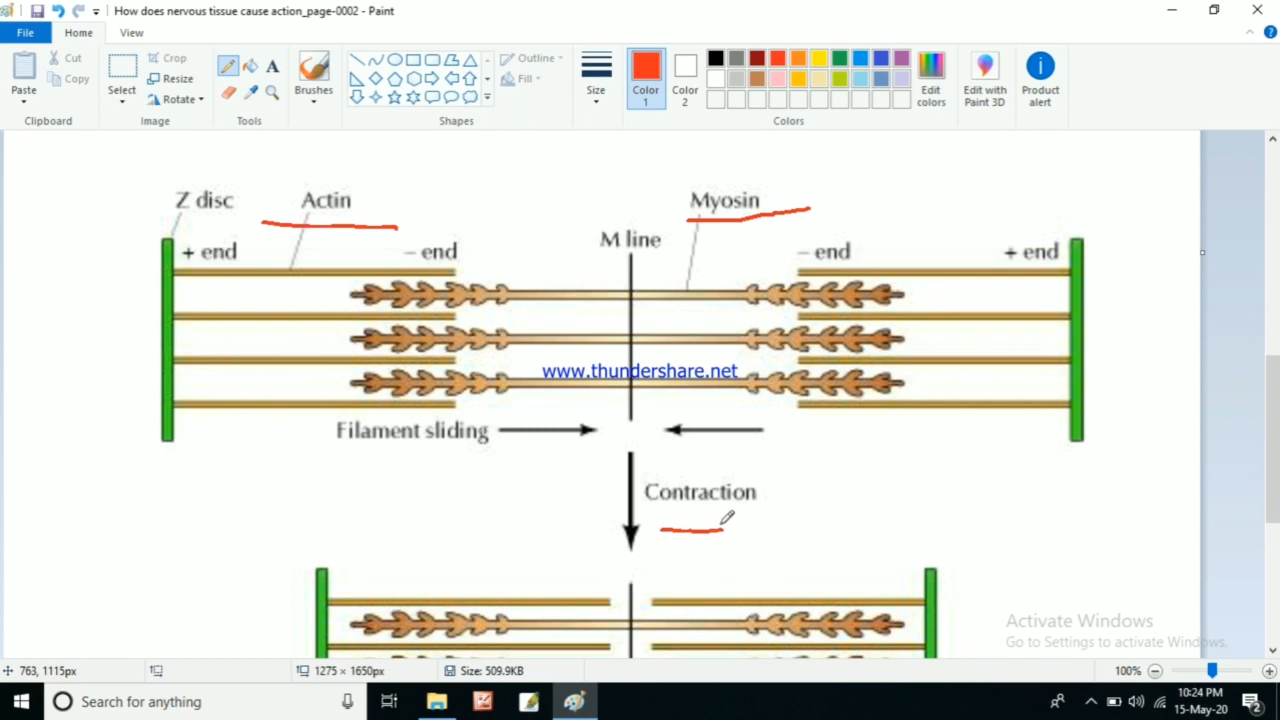 How does nervous tissue cause action_page-0002 - Paint
File
Home
View
Paste
Cut
Copy
Clipboard
Select
Crop
Resize
Rotate
Image
A
Tools
Brushes
Outline
Fill
Shapes
Size
Color 1
Color 2
Edit colors
Edit with Paint 3D
Product alert
Colors
Z disc
Actin
Myosin
+ end
– end
M line
– end
+ end
www.thundershare.net
Filament sliding
Contraction
Activate Windows
Go to Settings to activate Windows.
763, 1115px
1275 × 1650px
Size: 509.9KB
100%
Search for anything
10:24 PM
15-May-20
2